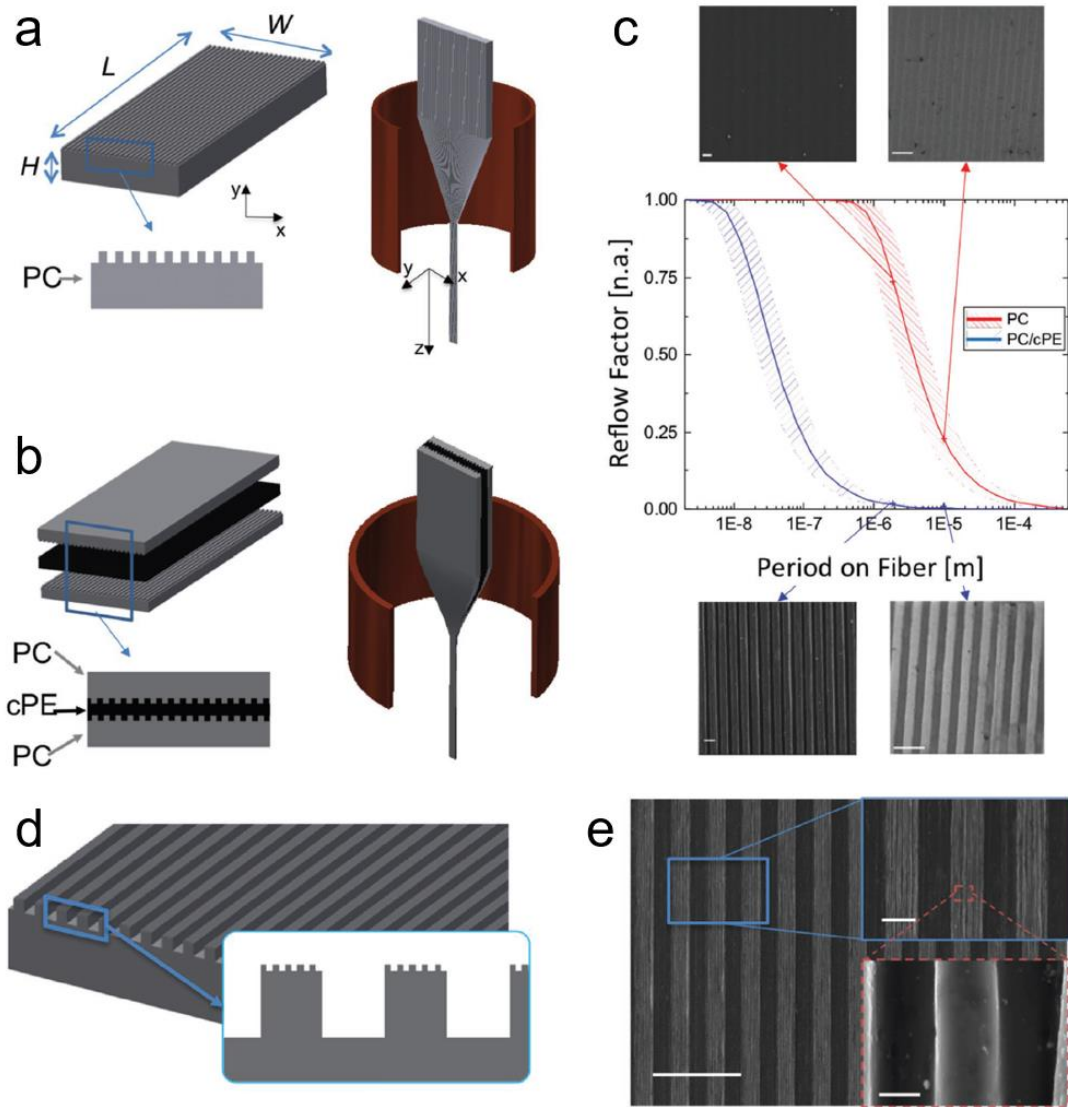 a
L
W
H
y
x
PC
y
x
z
b
PC
cPE
PC
c
1.00
0.75
0.50
0.25
0.00
Reflow Factor [n.a.]
PC
PC/cPE
1E-8
1E-7
1E-6
1E-5
1E-4
Period on Fiber [m]
d
e